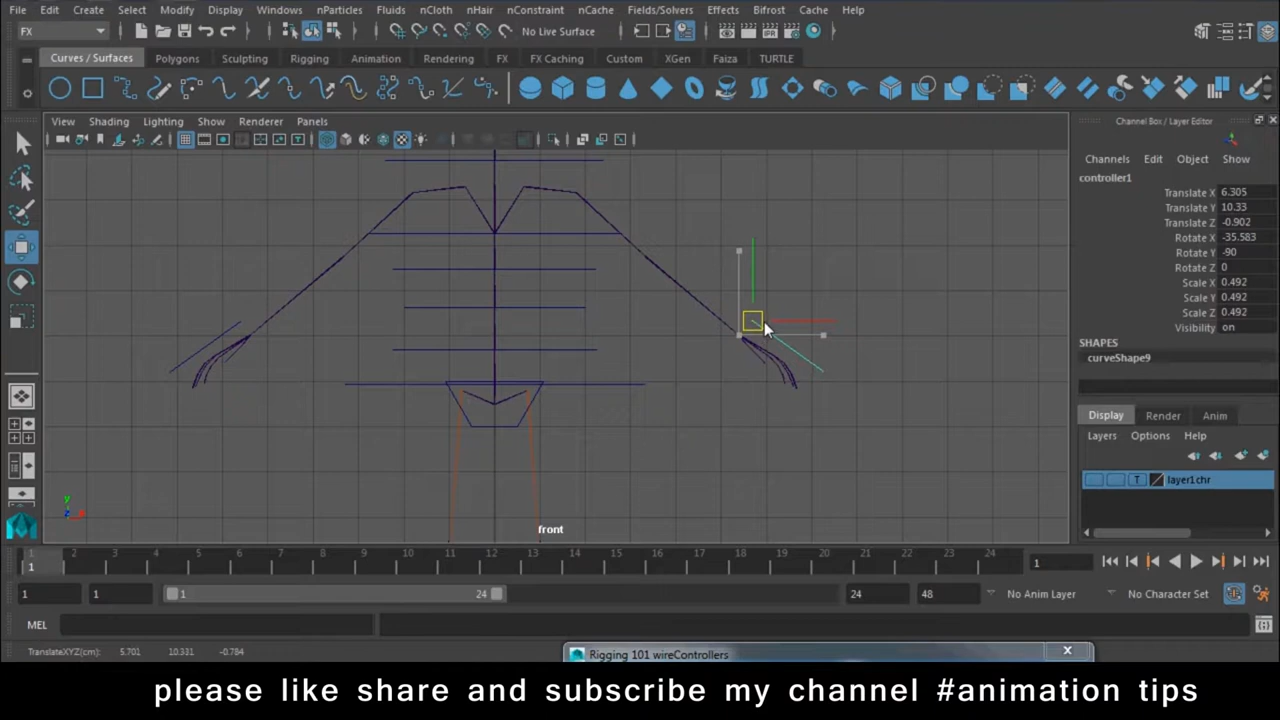 File Edit Create Select Modify Display Windows nParticles Fluids nCloth nHair nConstraint nCache Fields/Solvers Effects Bifrost Cache Help
FX No Live Surface
Curves / Surfaces Polygons Sculpting Rigging Animation Rendering FX FX Caching Custom XGen Faiza TURTLE
View Shading Lighting Show Renderer Panels
Channel Box / Layer Editor
Channels Edit Object Show
controller1
Translate X 6.305
Translate Y 10.33
Translate Z -0.902
Rotate X -35.583
Rotate Y -90
Rotate Z 0
Scale X 0.492
Scale Y 0.492
Scale Z 0.492
Visibility on
SHAPES
curveShape9
Display Render Anim
Layers Options Help
T layer1chr
y
z
front
1 2 3 4 5 6 7 8 9 10 11 12 13 14 15 16 17 18 19 20 21 22 23 24
1 1
1 1 1 24 24 48 No Anim Layer No Character Set
MEL
TranslateXYZ(cm): 5.701 10.331 -0.784
Rigging 101 wireControllers
please like share and subscribe my channel #animation tips